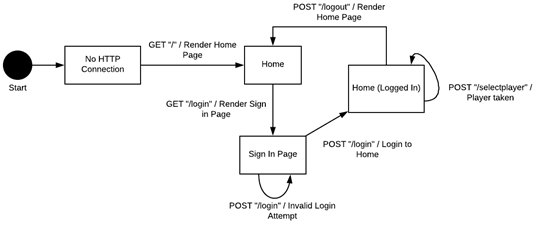 POST "/logout" / Render
Home Page
GET "/" / Render Home
Page
No HTTP
Connection
Home
Home (Logged In)
Start
POST "/selectplayer" /
Player taken
GET "/login" / Render Sign
in Page
Sign In Page
POST "/login" / Login to
Home
POST "/login" / Invalid Login
Attempt